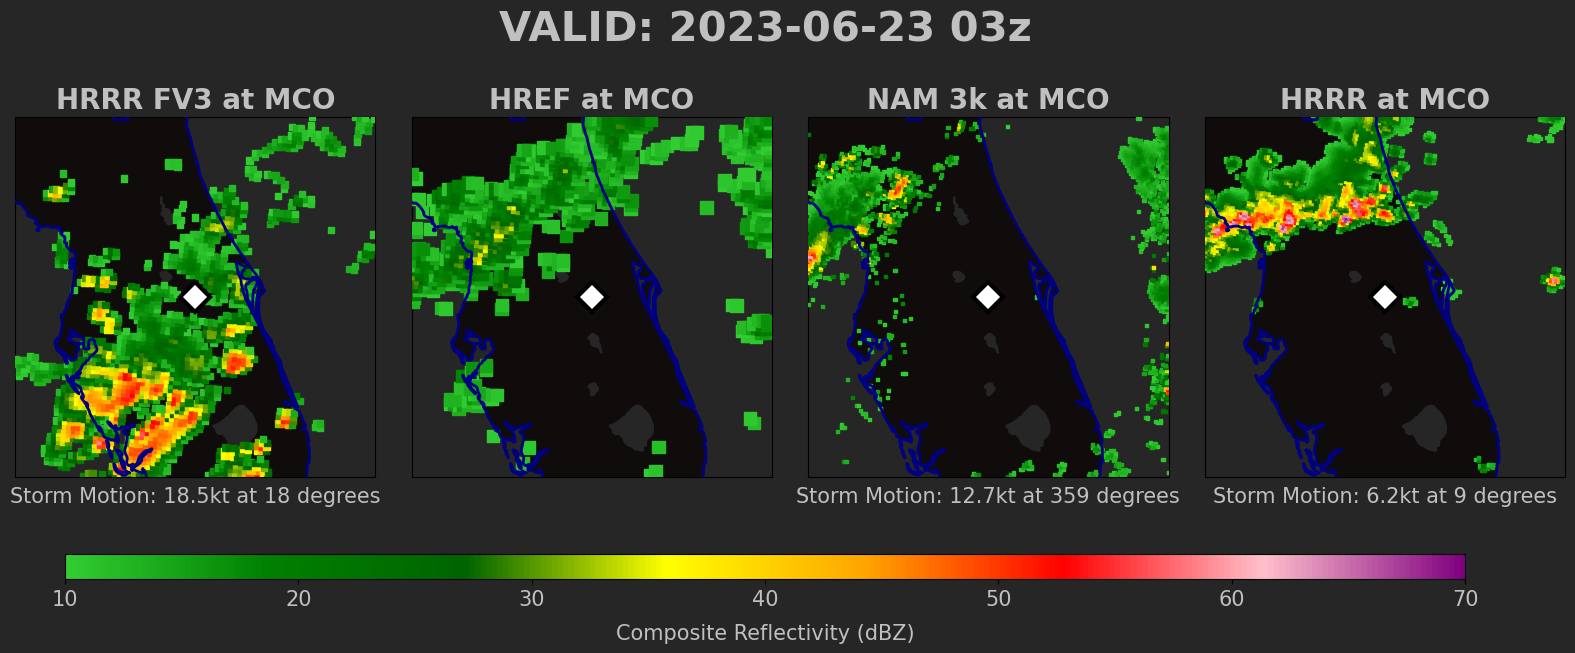 VALID: 2023-06-23 03z
HRRR FV3 at MCO
HREF at MCO
NAM 3k at MCO
HRRR at MCO
Storm Motion: 18.5kt at 18 degrees
Storm Motion: 12.7kt at 359 degrees
Storm Motion: 6.2kt at 9 degrees
10 20 30 40 50 60 70
Composite Reflectivity (dBZ)